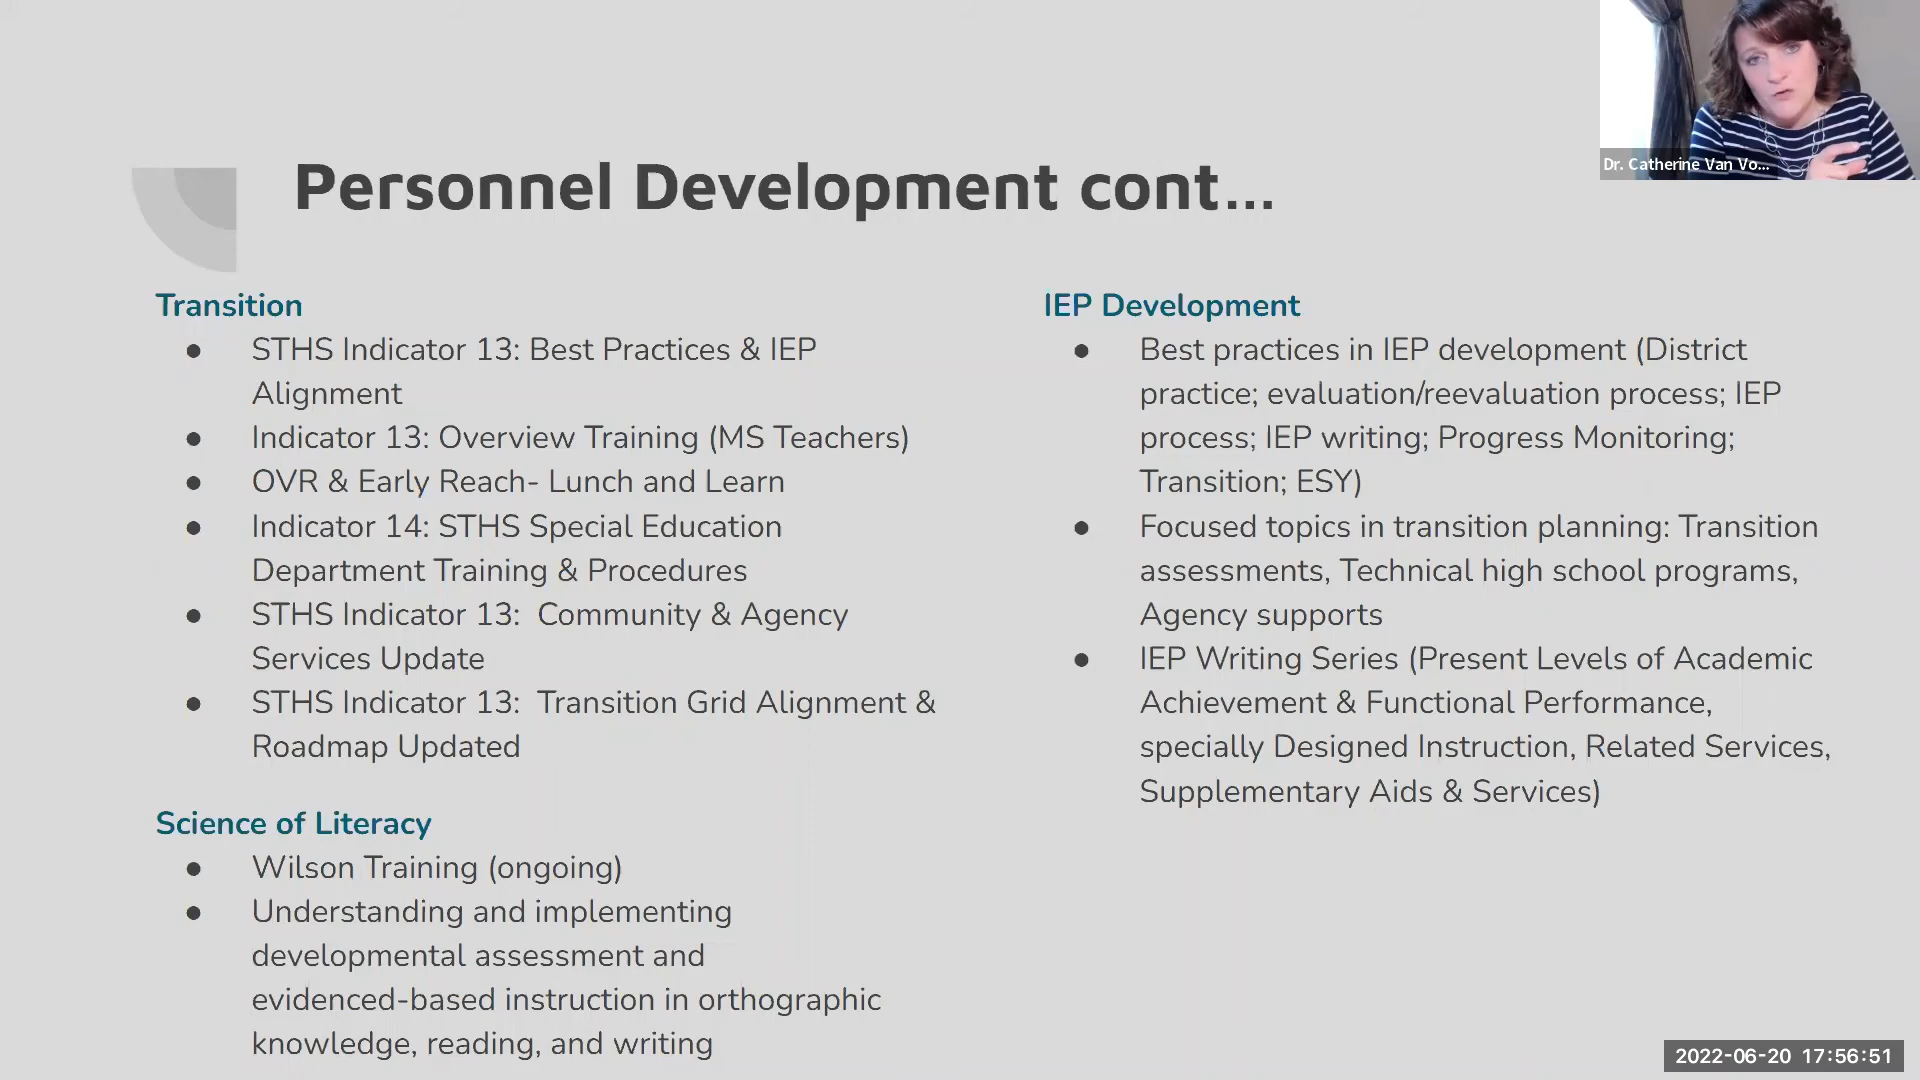 Personnel Development cont...
Transition
● STHS Indicator 13: Best Practices & IEP
Alignment
● Indicator 13: Overview Training (MS Teachers)
● OVR & Early Reach- Lunch and Learn
● Indicator 14: STHS Special Education
Department Training & Procedures
● STHS Indicator 13:  Community & Agency
Services Update
● STHS Indicator 13:  Transition Grid Alignment &
Roadmap Updated
Science of Literacy
● Wilson Training (ongoing)
● Understanding and implementing
developmental assessment and
evidenced-based instruction in orthographic
knowledge, reading, and writing
IEP Development
● Best practices in IEP development (District
practice; evaluation/reevaluation process; IEP
process; IEP writing; Progress Monitoring;
Transition; ESY)
● Focused topics in transition planning: Transition
assessments, Technical high school programs,
Agency supports
● IEP Writing Series (Present Levels of Academic
Achievement & Functional Performance,
specially Designed Instruction, Related Services,
Supplementary Aids & Services)
Dr. Catherine Van Vo...
2022-06-20 17:56:51